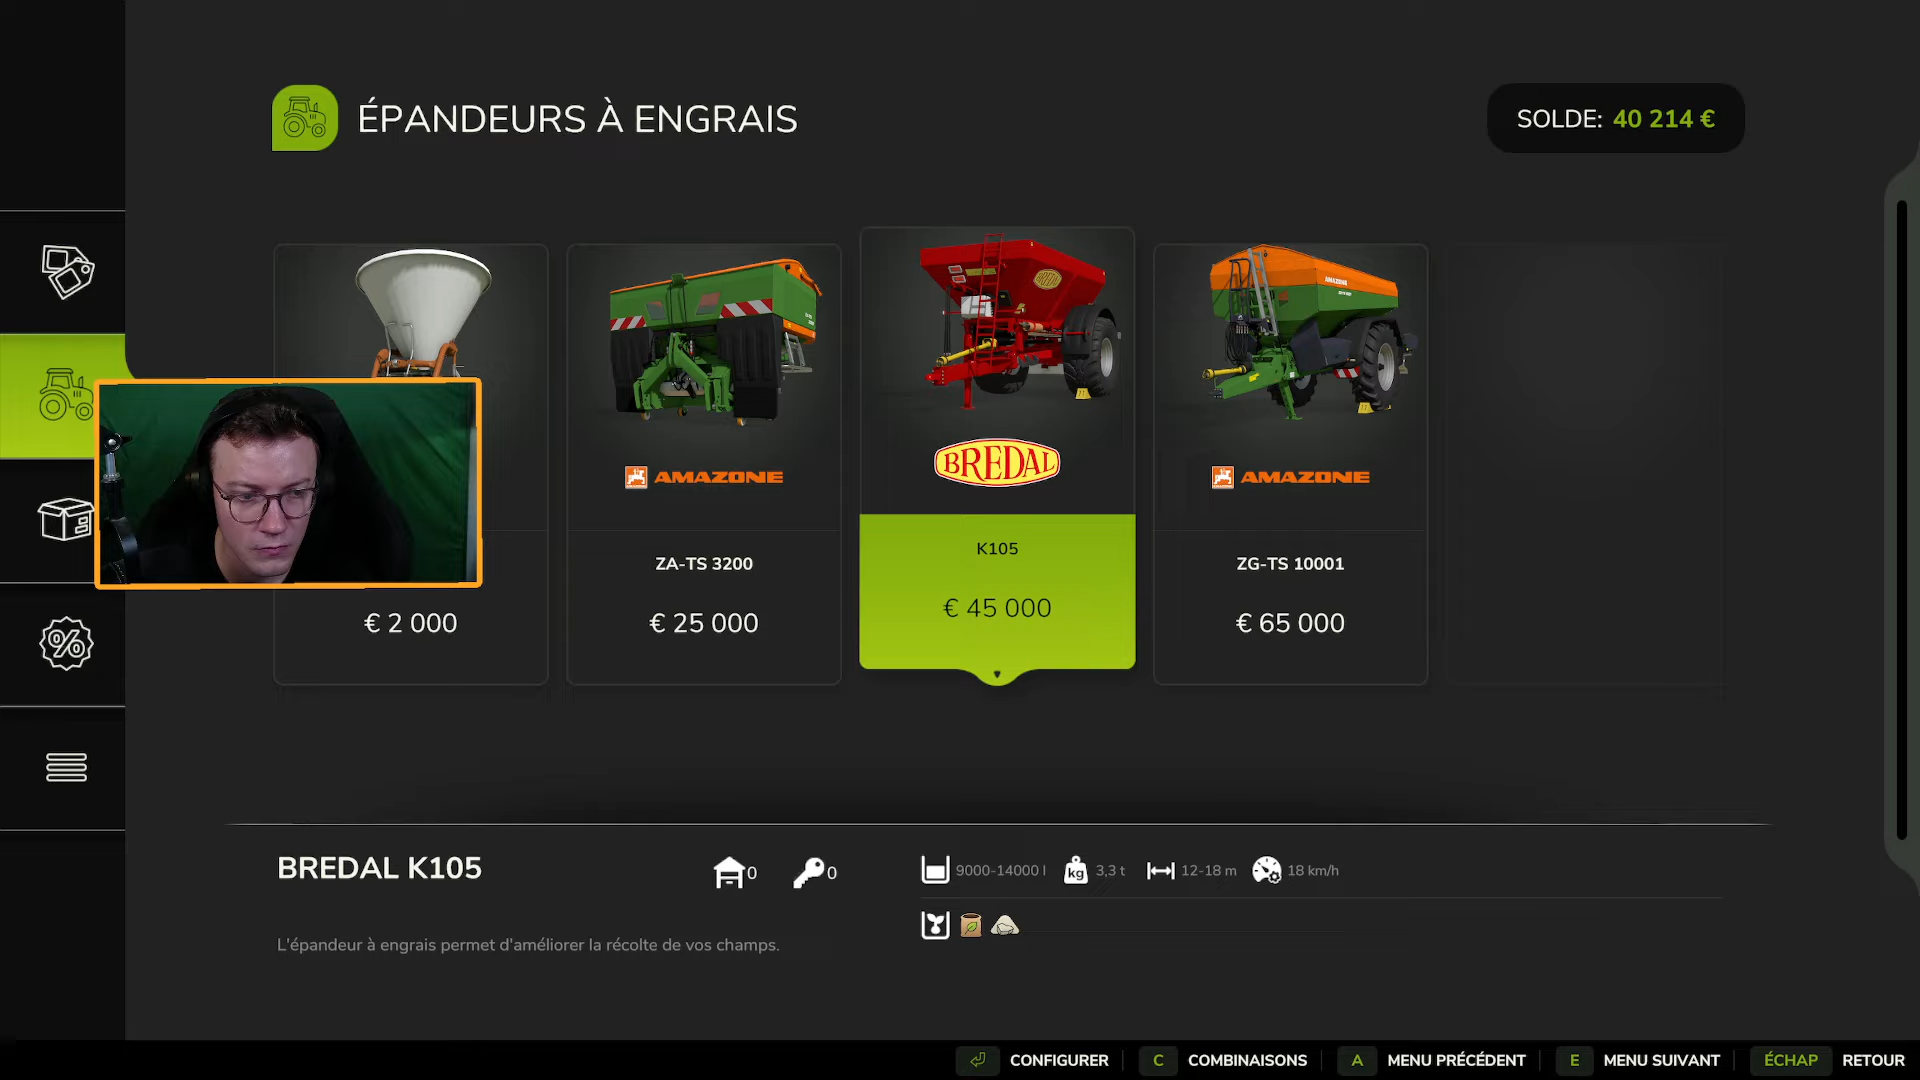 ÉPANDEURS À ENGRAIS
SOLDE: 40 214 €
AMAZONE
BREDAL
AMAZONE
€ 2 000
ZA-TS 3200
€ 25 000
K105
€ 45 000
ZG-TS 10001
€ 65 000
BREDAL K105
0
0
9000-14000 l
3,3 t
12-18 m
18 km/h
L'épandeur à engrais permet d'améliorer la récolte de vos champs.
CONFIGURER
C COMBINAISONS
A MENU PRÉCÉDENT
E MENU SUIVANT
ÉCHAP RETOUR